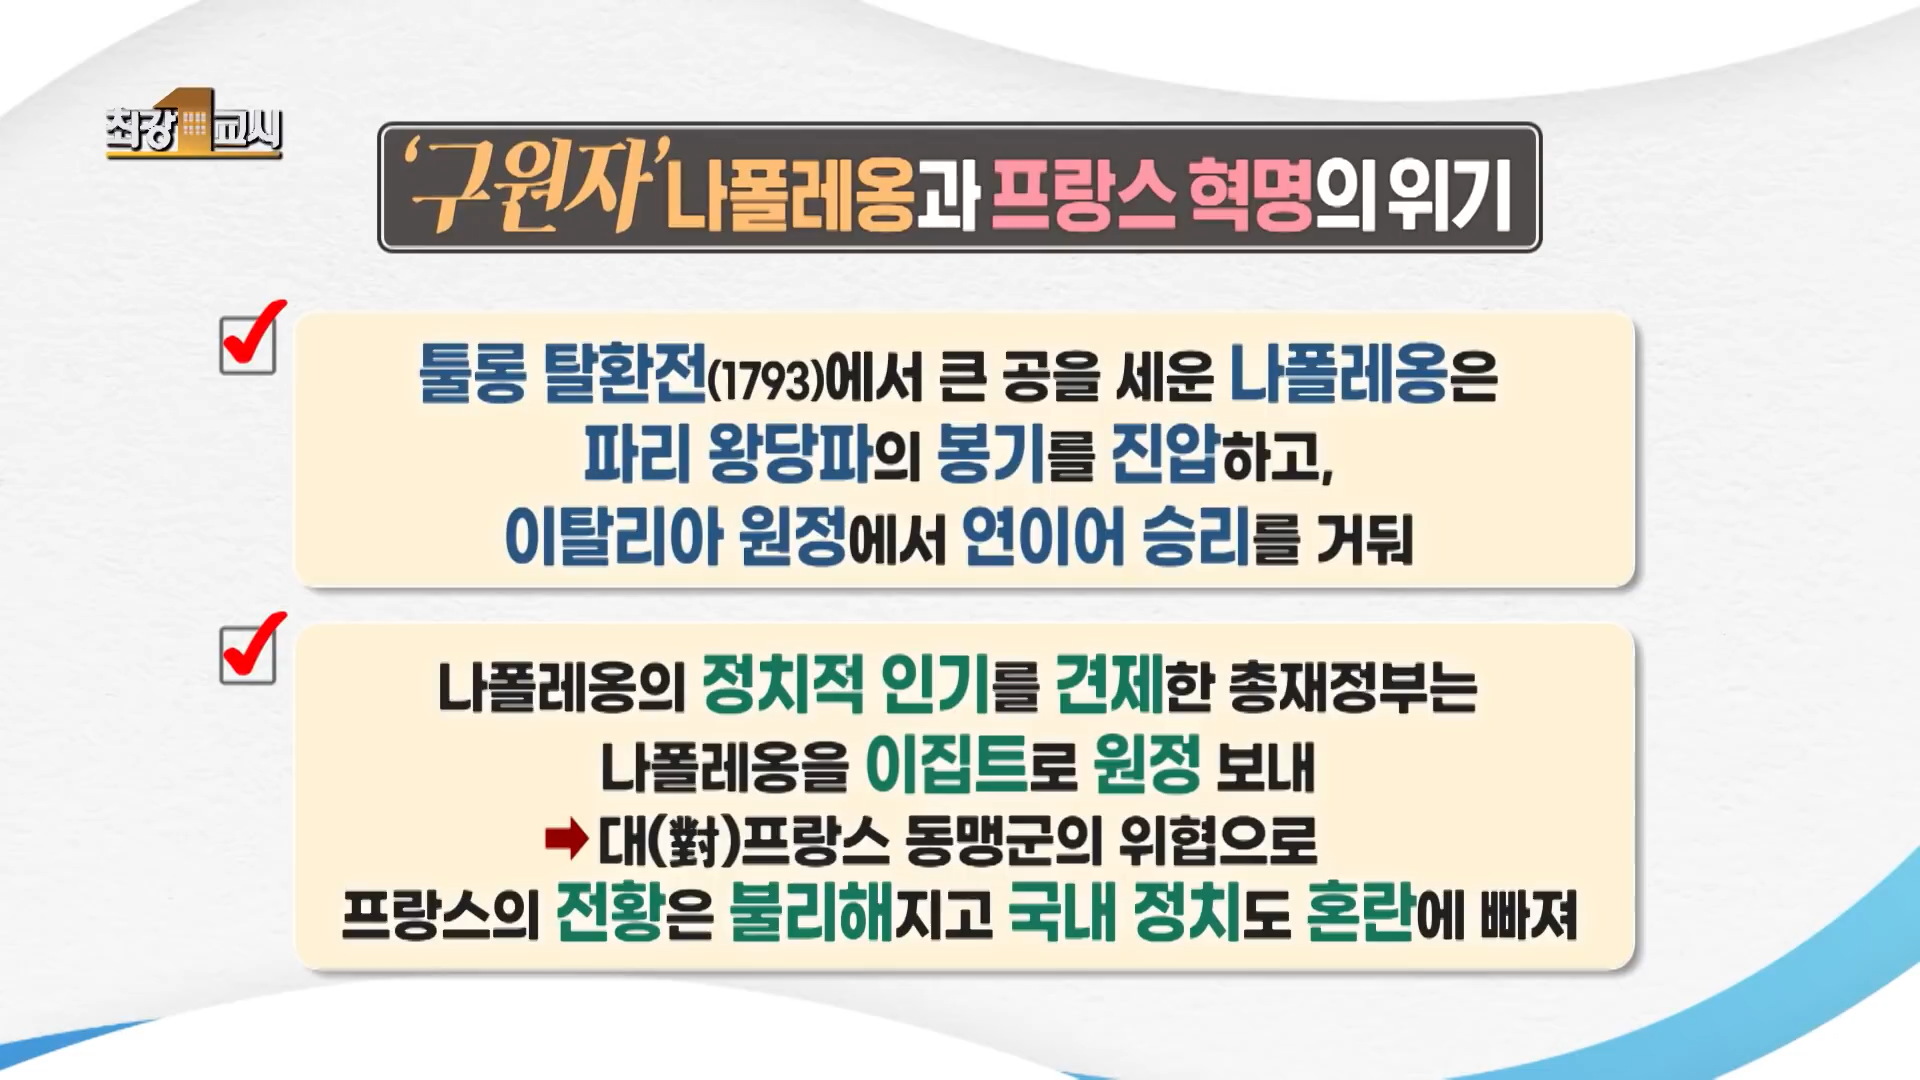 최강1교시
‘구원자’ 나폴레옹과 프랑스 혁명의 위기
툴롱 탈환전(1793)에서 큰 공을 세운 나폴레옹은
파리 왕당파의 봉기를 진압하고,
이탈리아 원정에서 연이어 승리를 거둬
나폴레옹의 정치적 인기를 견제한 총재정부는
나폴레옹을 이집트로 원정 보내
➡ 대(對)프랑스 동맹군의 위협으로
프랑스의 전황은 불리해지고 국내 정치도 혼란에 빠져